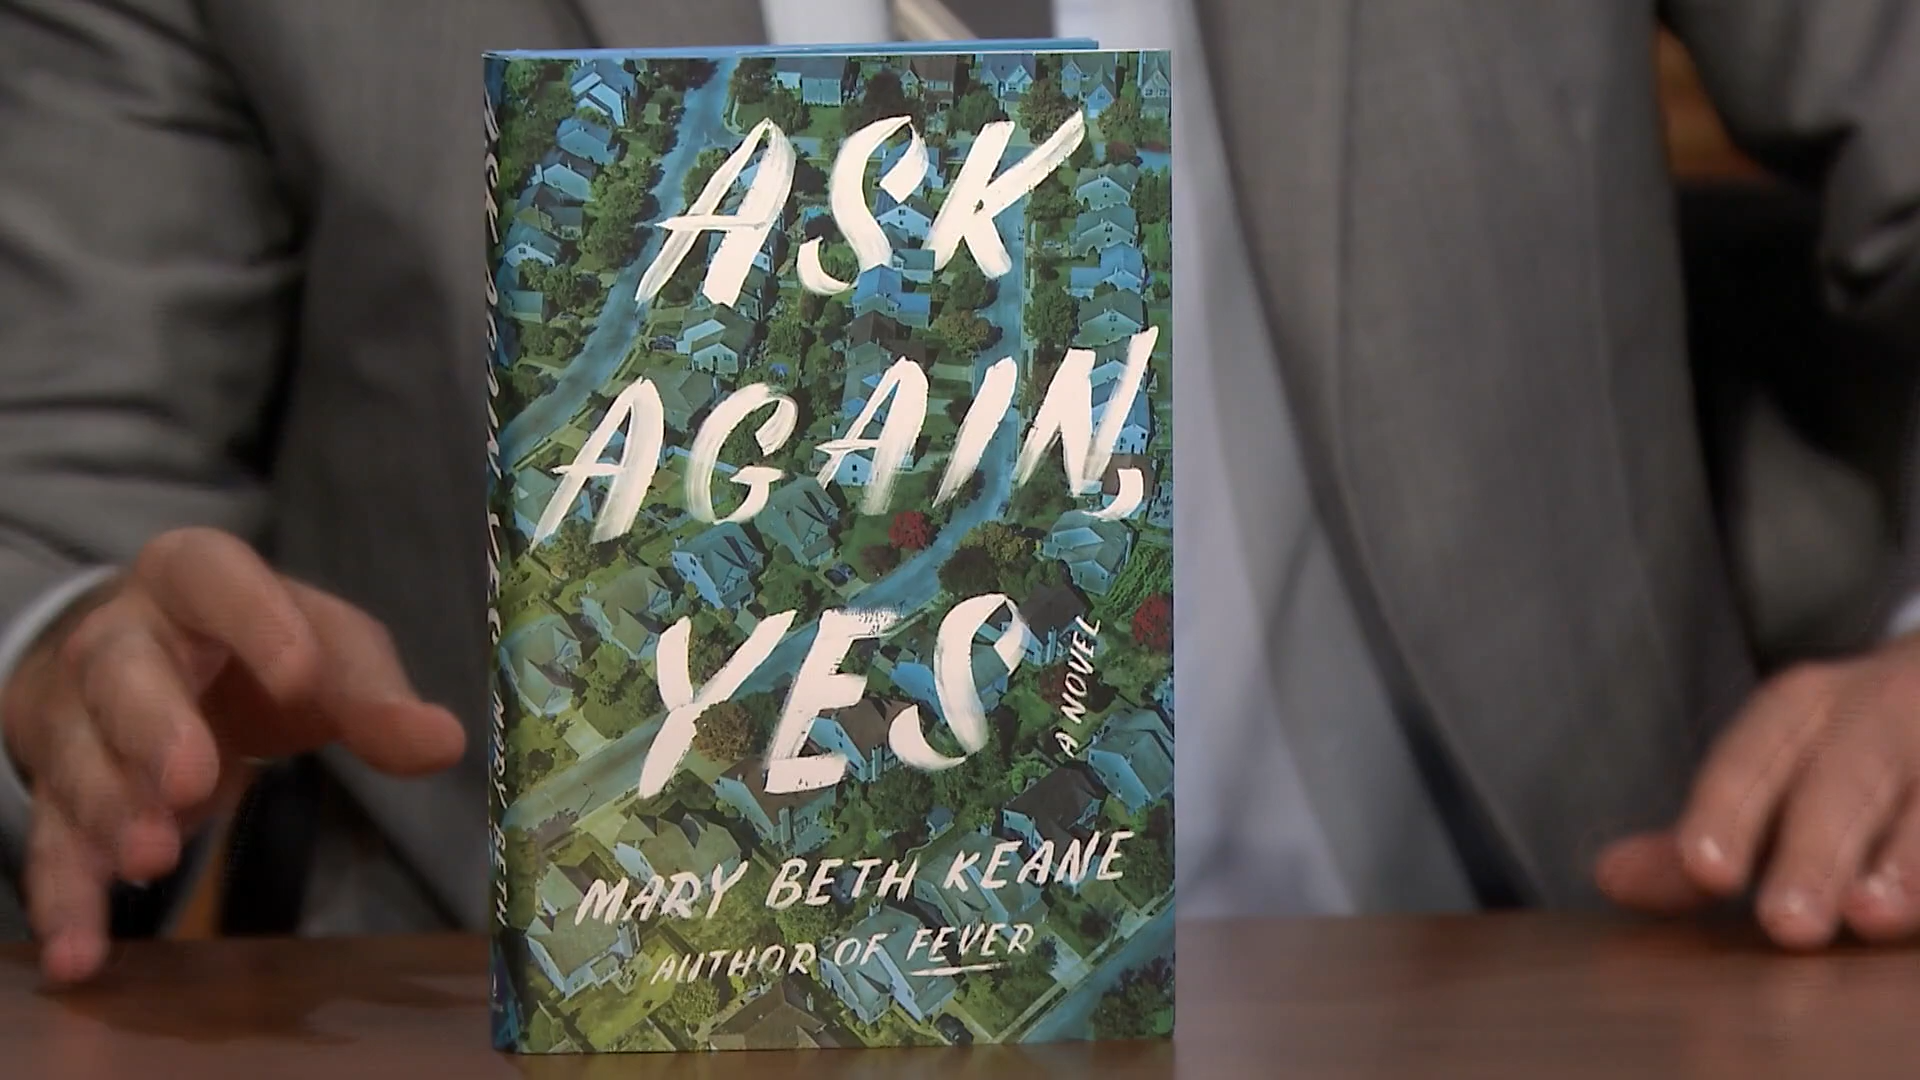 ASK
AGAIN,
YES
A NOVEL
MARY BETH KEANE
AUTHOR OF FEVER
ASK AGAIN, YES MARY BETH